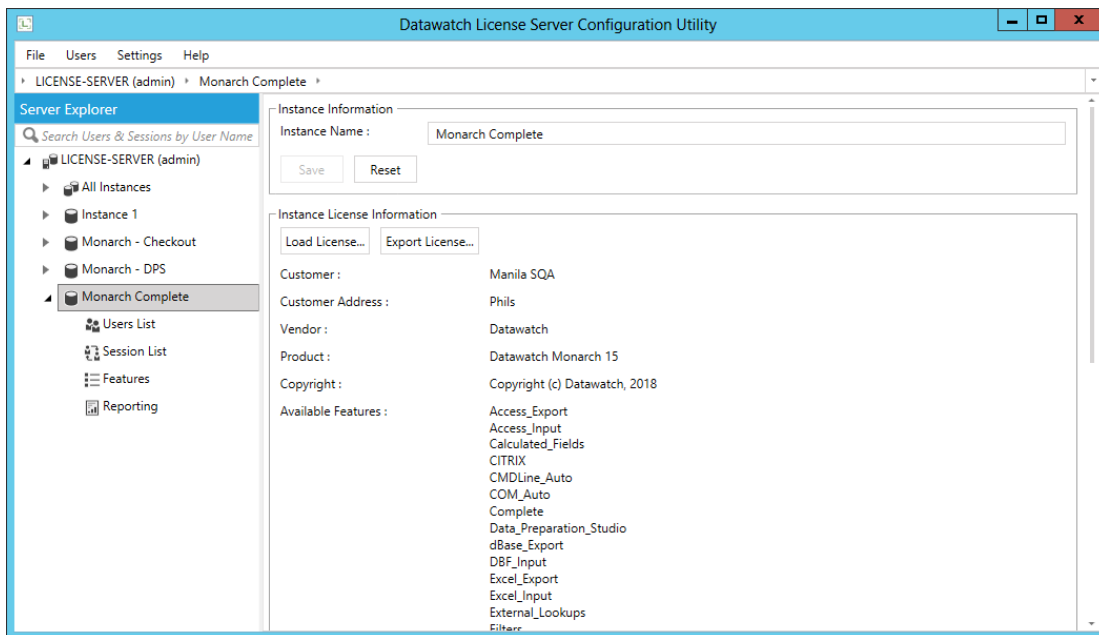 Datawatch License Server Configuration Utility
File Users Settings Help
LICENSE-SERVER (admin) Monarch Complete
Server Explorer
Search Users & Sessions by User Name
LICENSE-SERVER (admin)
All Instances
Instance 1
Monarch - Checkout
Monarch - DPS
Monarch Complete
Users List
Session List
Features
Reporting
Instance Information
Instance Name : Monarch Complete
Save Reset
Instance License Information
Load License... Export License...
Customer : Manila SQA
Customer Address : Phils
Vendor : Datawatch
Product : Datawatch Monarch 15
Copyright : Copyright (c) Datawatch, 2018
Available Features : Access_Export
Access_Input
Calculated_Fields
CITRIX
CMDLine_Auto
COM_Auto
Complete
Data_Preparation_Studio
dBase_Export
DBF_Input
Excel_Export
Excel_Input
External_Lookups
Filters